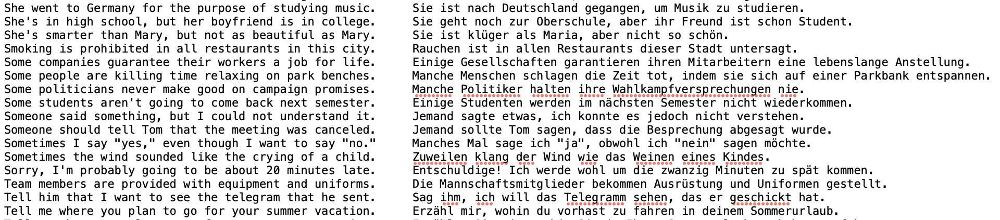 She went to Germany for the purpose of studying music. Sie ist nach Deutschland gegangen, um Musik zu studieren.
She's in high school, but her boyfriend is in college. Sie geht noch zur Oberschule, aber ihr Freund ist schon Student.
She's smarter than Mary, but not as beautiful as Mary. Sie ist klüger als Maria, aber nicht so schön.
Smoking is prohibited in all restaurants in this city. Rauchen ist in allen Restaurants dieser Stadt untersagt.
Some companies guarantee their workers a job for life. Einige Gesellschaften garantieren ihren Mitarbeitern eine lebenslange Anstellung.
Some people are killing time relaxing on park benches. Manche Menschen schlagen die Zeit tot, indem sie sich auf einer Parkbank entspannen.
Some politicians never make good on campaign promises. Manche Politiker halten ihre Wahlkampfversprechungen nie.
Some students aren't going to come back next semester. Einige Studenten werden im nächsten Semester nicht wiederkommen.
Someone said something, but I could not understand it. Jemand sagte etwas, ich konnte es jedoch nicht verstehen.
Someone should tell Tom that the meeting was canceled. Jemand sollte Tom sagen, dass die Besprechung abgesagt wurde.
Sometimes I say "yes," even though I want to say "no." Manches Mal sage ich "ja", obwohl ich "nein" sagen möchte.
Sometimes the wind sounded like the crying of a child. Zuweilen klang der Wind wie das Weinen eines Kindes.
Sorry, I'm probably going to be about 20 minutes late. Entschuldige! Ich werde wohl um die zwanzig Minuten zu spät kommen.
Team members are provided with equipment and uniforms. Die Mannschaftsmitglieder bekommen Ausrüstung und Uniformen gestellt.
Tell him that I want to see the telegram that he sent. Sag ihm, ich will das Telegramm sehen, das er geschickt hat.
Tell me where you plan to go for your summer vacation. Erzähl mir, wohin du vorhast zu fahren in deinem Sommerurlaub.